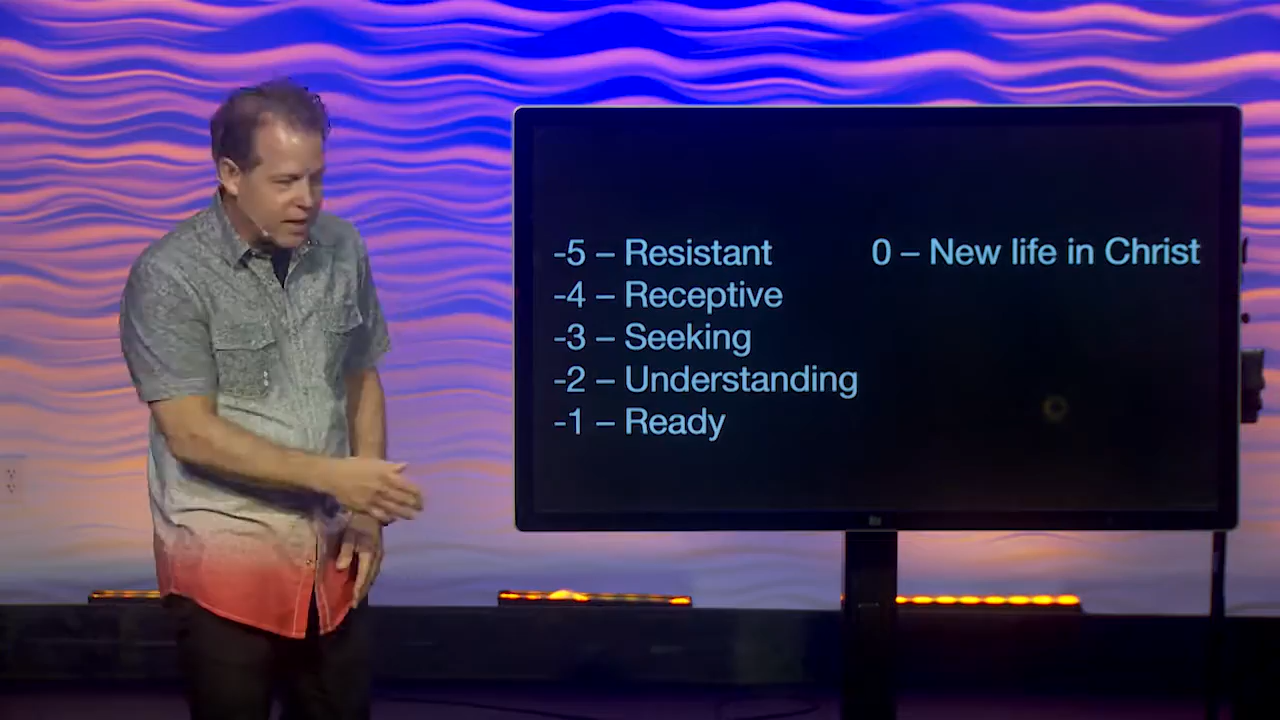 -5 – Resistant
-4 – Receptive
-3 – Seeking
-2 – Understanding
-1 – Ready
0 – New life in Christ